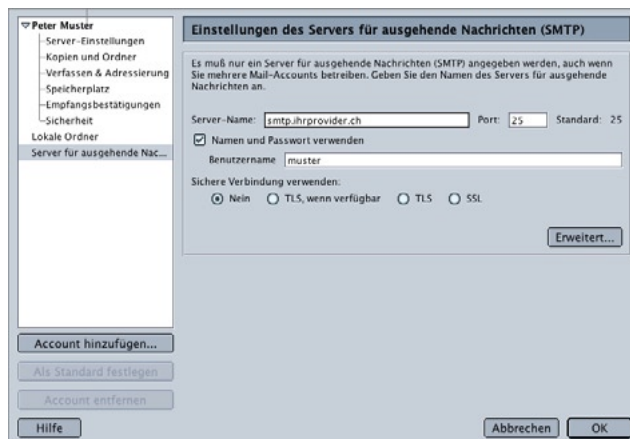 Peter Muster
Server-Einstellungen
Kopien und Ordner
Verfassen & Adressierung
Speicherplatz
Empfangsbestätigungen
Sicherheit
Lokale Ordner
Server für ausgehende Nac...
Account hinzufügen...
Als Standard festlegen
Account entfernen
Hilfe
Einstellungen des Servers für ausgehende Nachrichten (SMTP)
Es muß nur ein Server für ausgehende Nachrichten (SMTP) angegeben werden, auch wenn
Sie mehrere Mail-Accounts betreiben. Geben Sie den Namen des Servers für ausgehende
Nachrichten an.
Server-Name: smtp.ihrprovider.ch Port: 25 Standard: 25
Namen und Passwort verwenden
Benutzername muster
Sichere Verbindung verwenden:
Nein TLS, wenn verfügbar TLS SSL
Erweitert...
Abbrechen OK